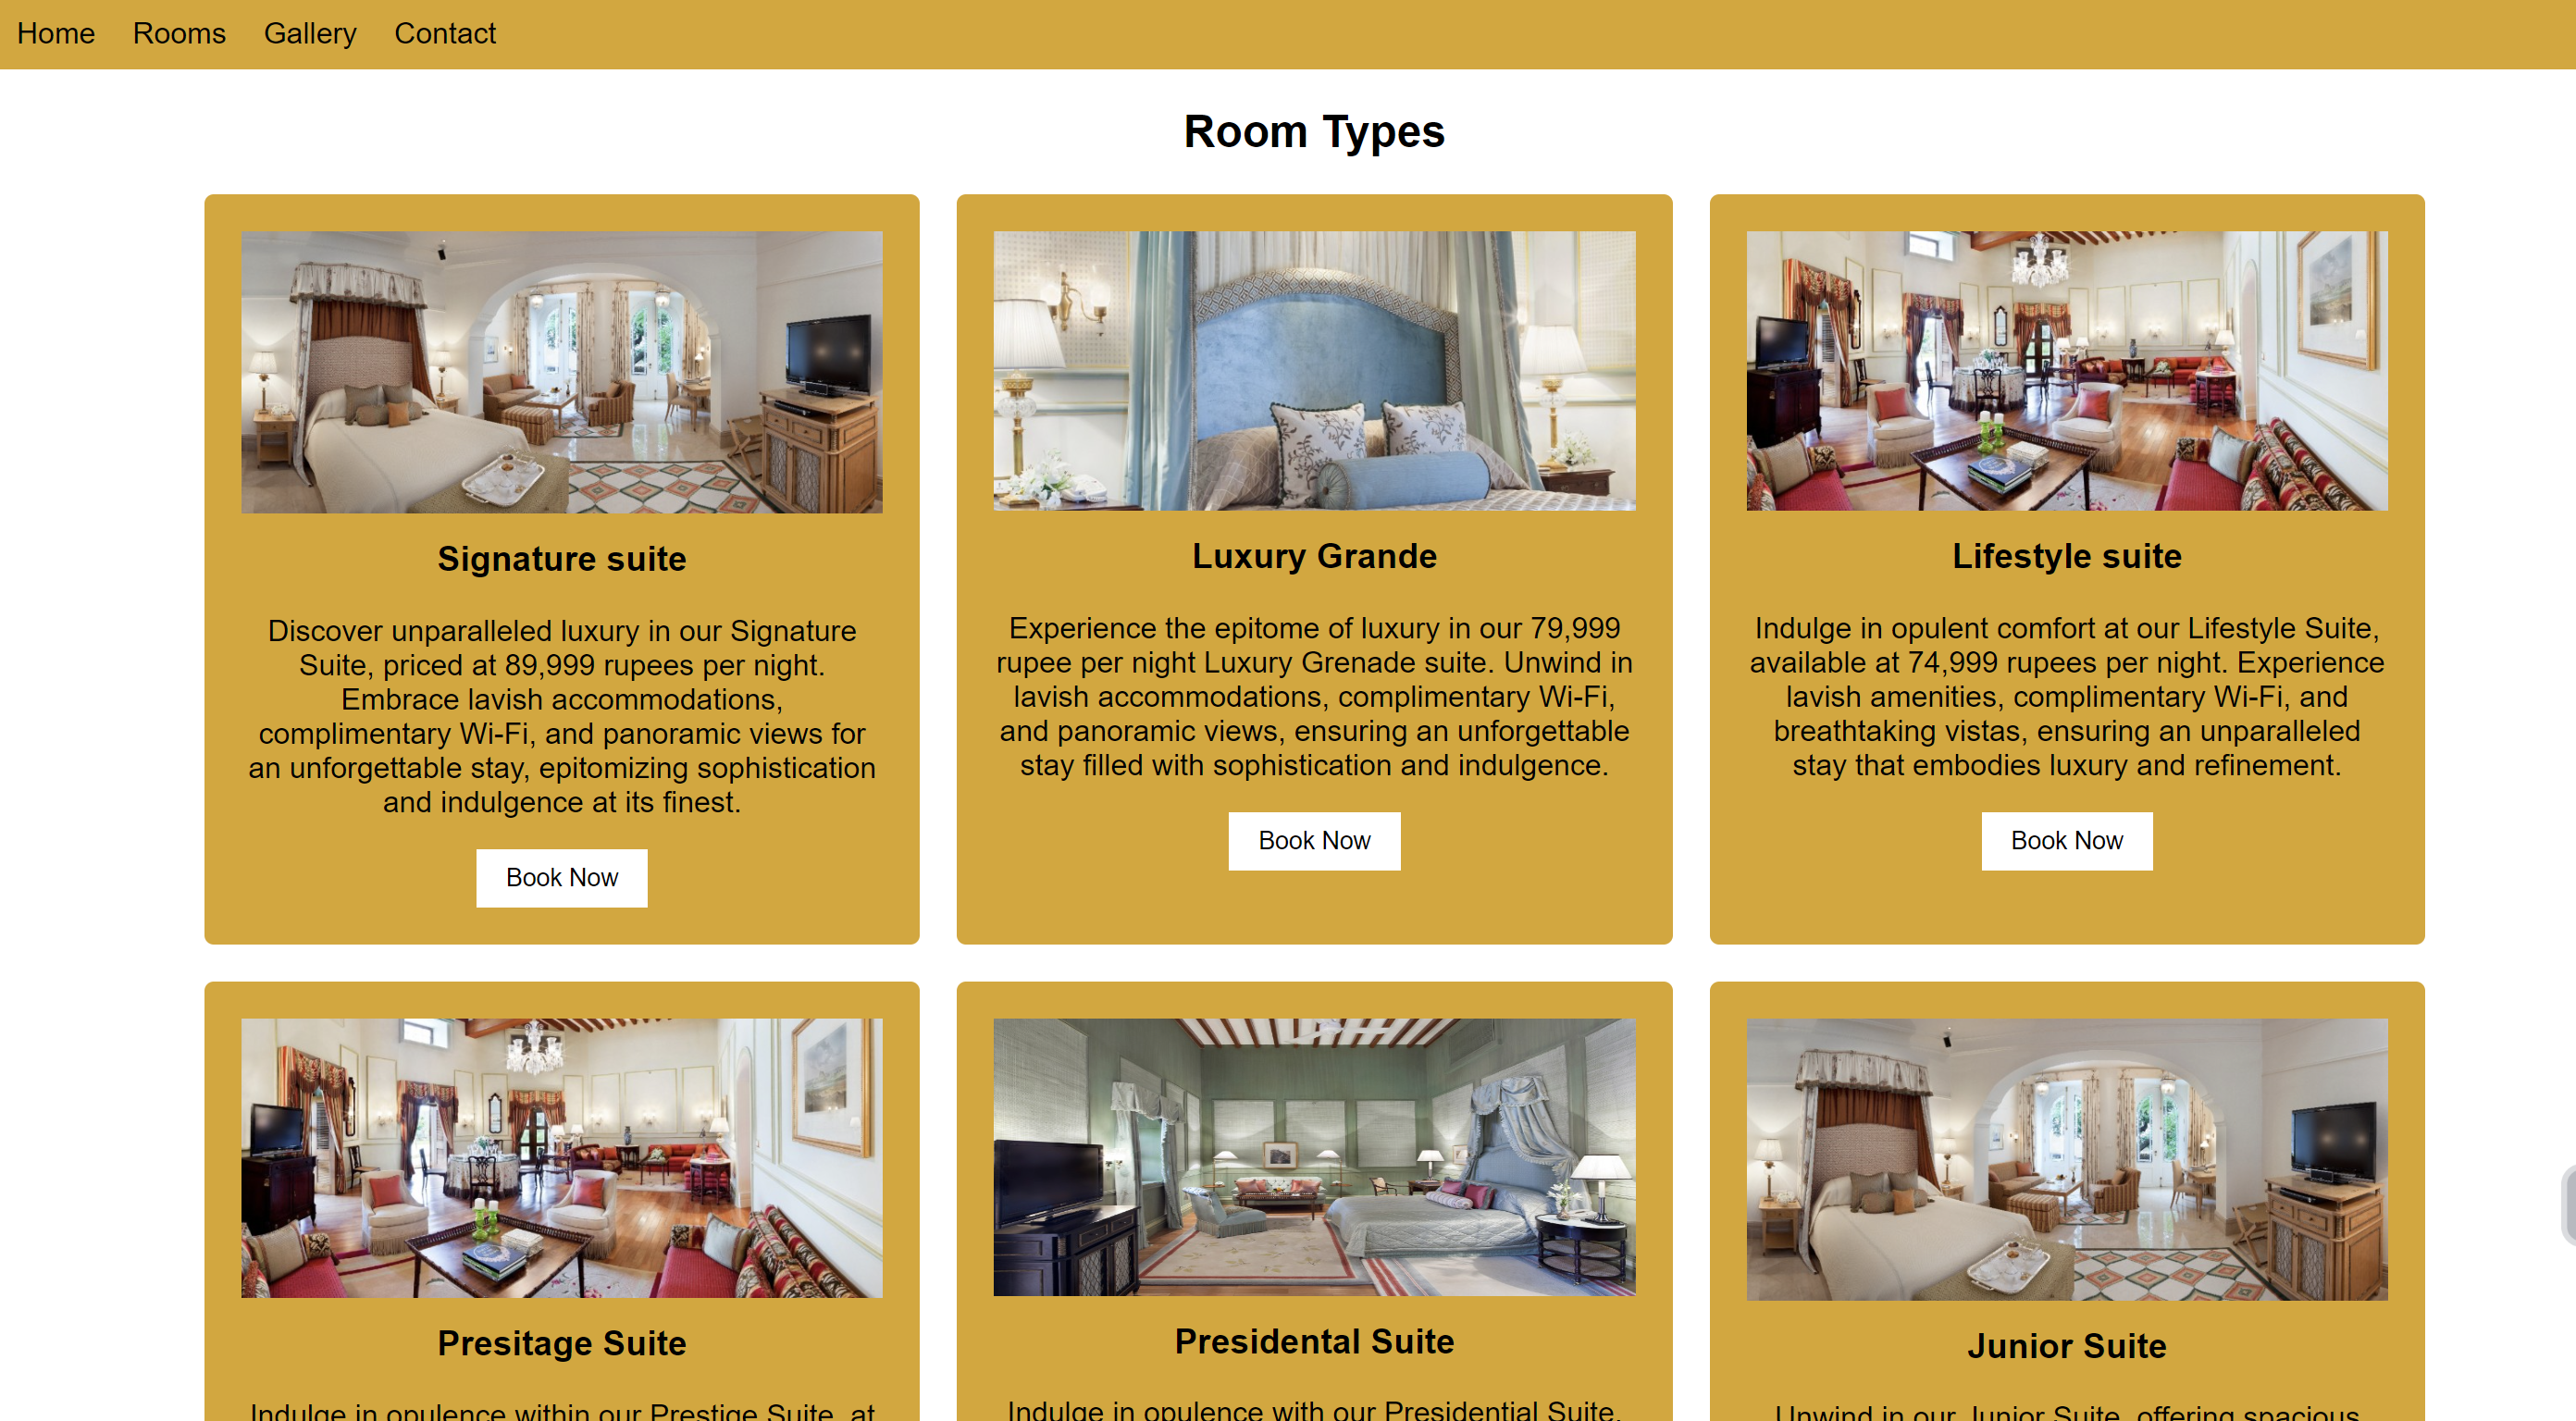 Home Rooms Gallery Contact
Room Types
Signature suite
Discover unparalleled luxury in our Signature
Suite, priced at 89,999 rupees per night.
Embrace lavish accommodations,
complimentary Wi-Fi, and panoramic views for
an unforgettable stay, epitomizing sophistication
and indulgence at its finest.
Book Now
Luxury Grande
Experience the epitome of luxury in our 79,999
rupee per night Luxury Grenade suite. Unwind in
lavish accommodations, complimentary Wi-Fi,
and panoramic views, ensuring an unforgettable
stay filled with sophistication and indulgence.
Book Now
Lifestyle suite
Indulge in opulent comfort at our Lifestyle Suite,
available at 74,999 rupees per night. Experience
lavish amenities, complimentary Wi-Fi, and
breathtaking vistas, ensuring an unparalleled
stay that embodies luxury and refinement.
Book Now
Presitage Suite
Indulge in opulence within our Prestige Suite, at
Presidental Suite
Indulge in opulence with our Presidential Suite,
Junior Suite
Unwind in our Junior Suite, offering spacious